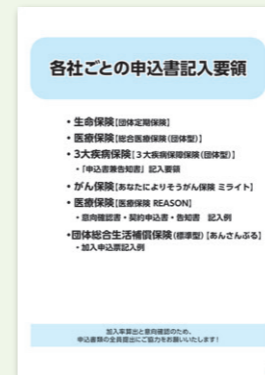 各社ごとの申込書記入要領
・生命保険[団体定期保険]
・医療保険[総合医療保険(団体型)]
・3大疾病保険[3大疾病保障保険(団体型)]
・「申込書兼告知書」記入要領
・がん保険[あなたによりそうがん保険 ミライト]
・医療保険[医療保険 REASON]
・意向確認書・契約申込書・告知書 記入例
・団体総合生活補償保険(標準型)[あんさんぶる]
・加入申込票記入例
加入率算出と意向確認のため、
申込書類の全員提出にご協力をお願いいたします!